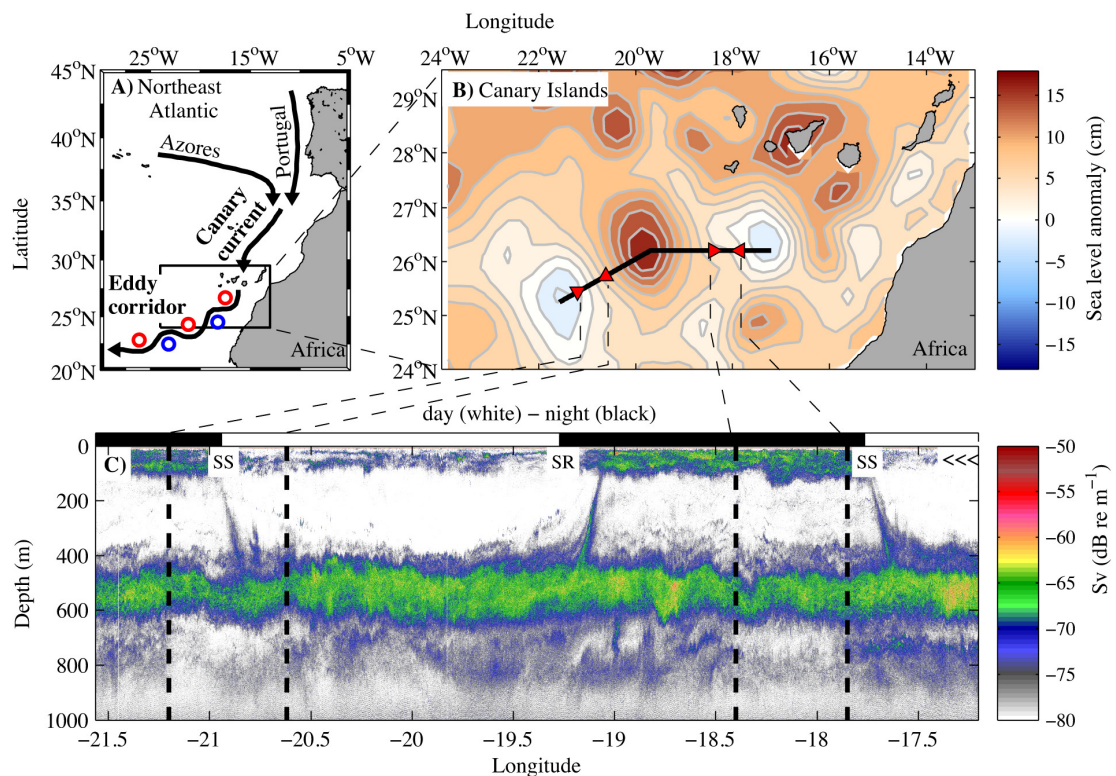 Longitude
25°W 15°W 5°W
24°W 22°W 20°W 18°W 16°W 14°W
45°N
40°N
35°N
30°N
25°N
20°N
Latitude
A) Northeast
Atlantic
Azores
Portugal
Canary
current
Eddy
corridor
Africa
29°N
28°N
27°N
26°N
25°N
24°N
B) Canary Islands
Africa
15
10
5
0
−5
−10
−15
Sea level anomaly (cm)
day (white) − night (black)
C)
SS
SR
SS
<<<
0
200
400
600
800
1000
Depth (m)
−21.5 −21 −20.5 −20 −19.5 −19 −18.5 −18 −17.5
Longitude
−50
−55
−60
−65
−70
−75
−80
Sv (dB re m⁻¹)